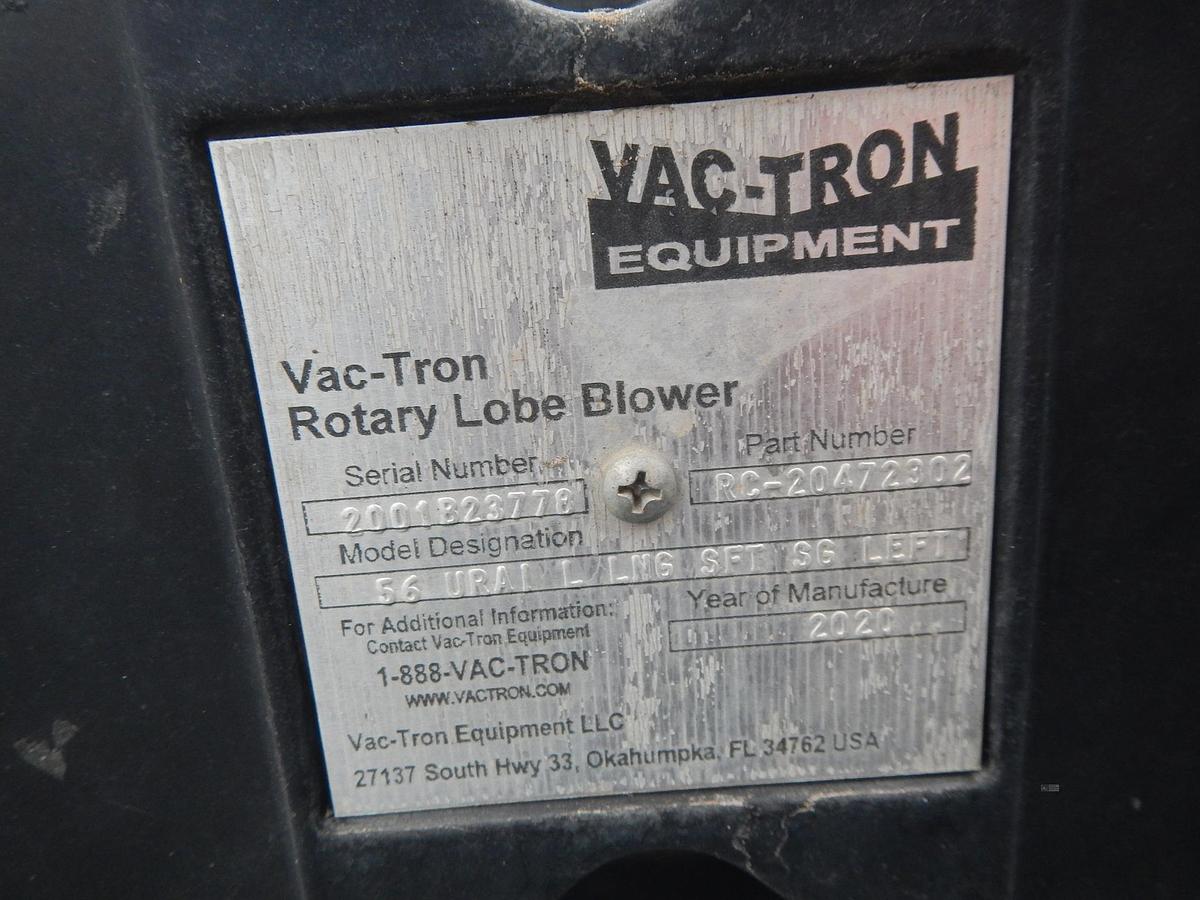 VAC-TRON
EQUIPMENT
Vac-Tron
Rotary Lobe Blower
Serial Number
2001823778
Part Number
RC-20472302
Model Designation
56 URAI L LNG SFT SG LEFT
Year of Manufacture
2020
For Additional Information:
Contact Vac-Tron Equipment
1-888-VAC-TRON
WWW.VACTRON.COM
Vac-Tron Equipment LLC
27137 South Hwy 33, Okahumpka, FL 34762 USA